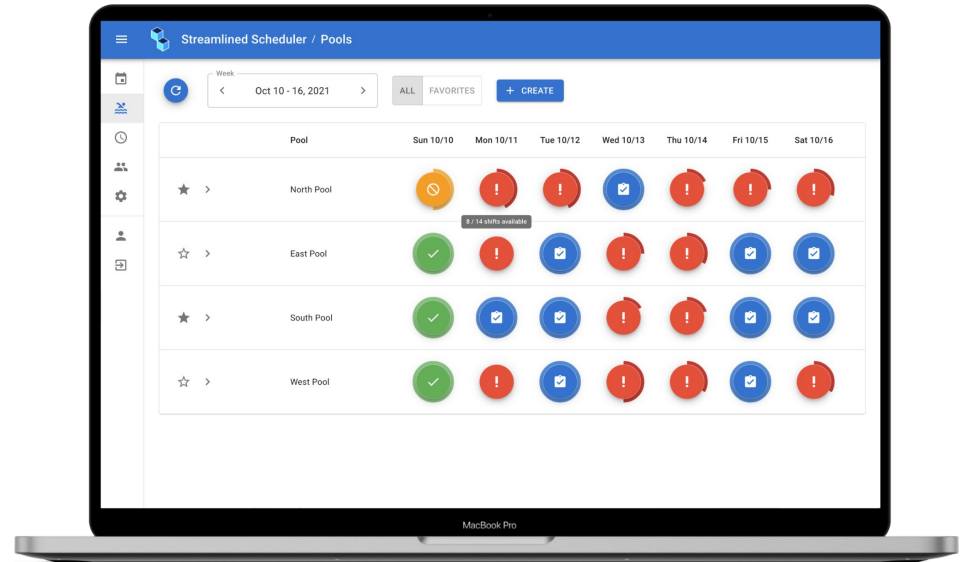 Streamlined Scheduler / Pools
Week
Oct 10 - 16, 2021
ALL FAVORITES
+ CREATE
Pool Sun 10/10 Mon 10/11 Tue 10/12 Wed 10/13 Thu 10/14 Fri 10/15 Sat 10/16
North Pool
8 / 14 shifts available
East Pool
South Pool
West Pool
MacBook Pro